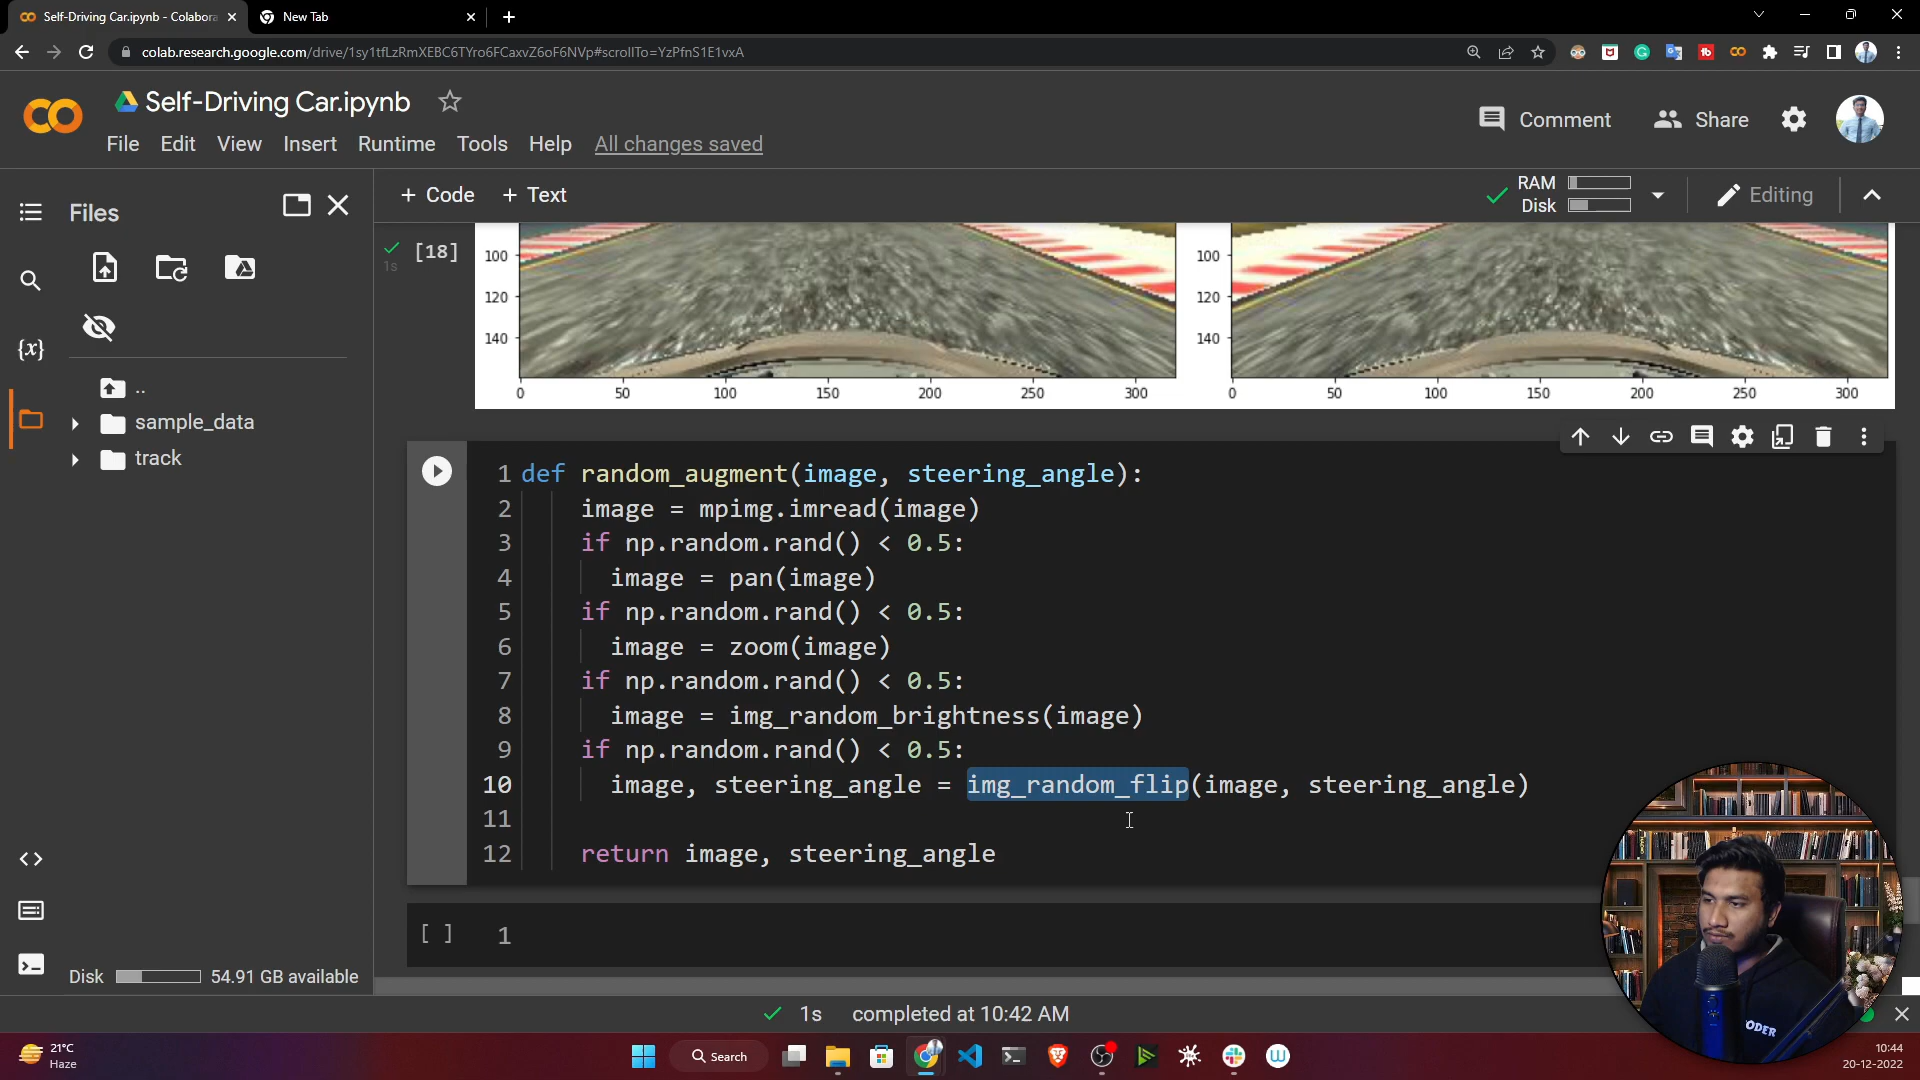 Self-Driving Car.ipynb - Colabora
New Tab
colab.research.google.com/drive/1sy1tfLzRmXEBC6TYro6FCaxvZ6oF6NVp#scrollTo=YzPfnS1E1vxA
Self-Driving Car.ipynb
Comment
Share
File Edit View Insert Runtime Tools Help All changes saved
Files
+ Code + Text
RAM
Disk
Editing
..
sample_data
track
[18]
1s
100
120
140
0 50 100 150 200 250 300
100
120
140
0 50 100 150 200 250 300
1 def random_augment(image, steering_angle):
2 image = mpimg.imread(image)
3 if np.random.rand() < 0.5:
4 image = pan(image)
5 if np.random.rand() < 0.5:
6 image = zoom(image)
7 if np.random.rand() < 0.5:
8 image = img_random_brightness(image)
9 if np.random.rand() < 0.5:
10 image, steering_angle = img_random_flip(image, steering_angle)
11
12 return image, steering_angle
[ ] 1
Disk 54.91 GB available
1s completed at 10:42 AM
ODER
21°C
Haze
Search
10:44
20-12-2022